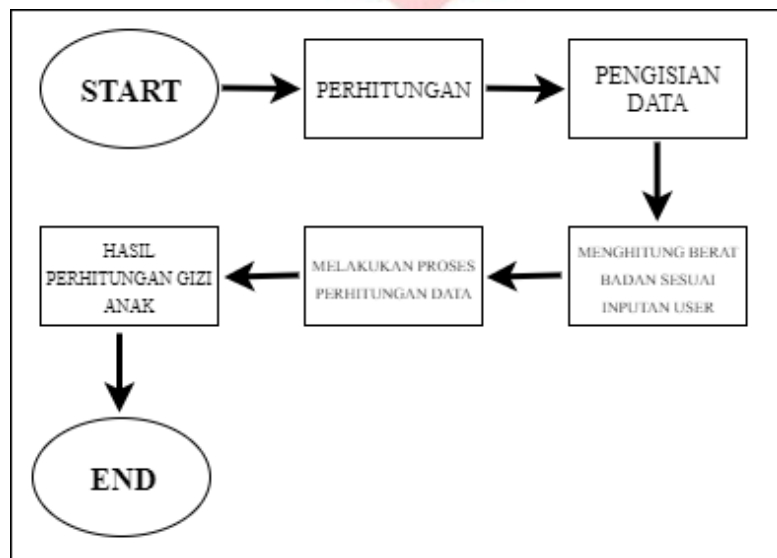 START
PERHITUNGAN
PENGISIAN
DATA
MENGHITUNG BERAT
BADAN SESUAI
INPUTAN USER
MELAKUKAN PROSES
PERHITUNGAN DATA
HASIL
PERHITUNGAN GIZI
ANAK
END